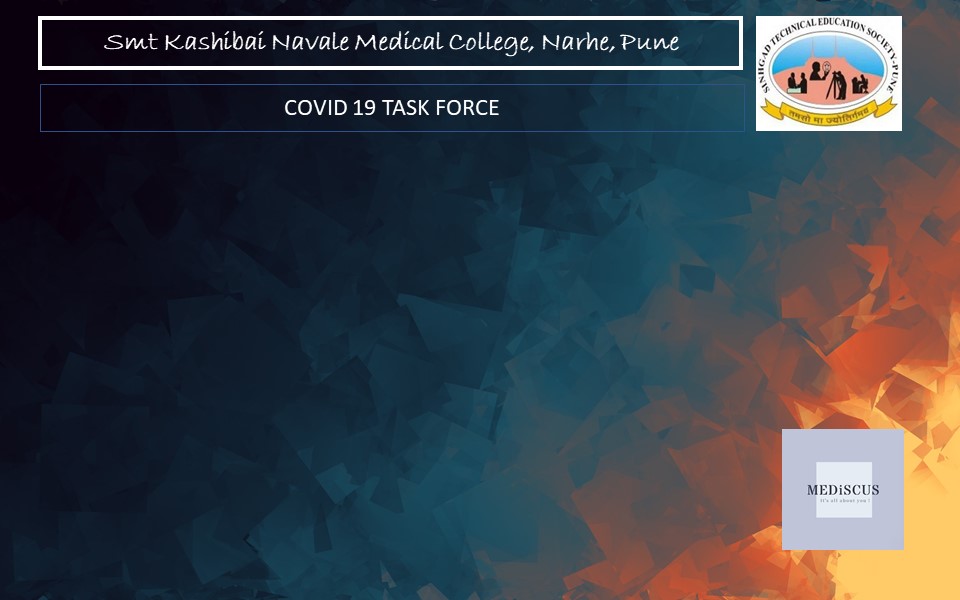 Smt Kashibai Navale Medical College, Narhe, Pune
SINHGAD TECHNICAL EDUCATION SOCIETY-PUNE
तमसो मा ज्योतिर्गमय
COVID 19 TASK FORCE
MEDiSCUS
It's all about you !